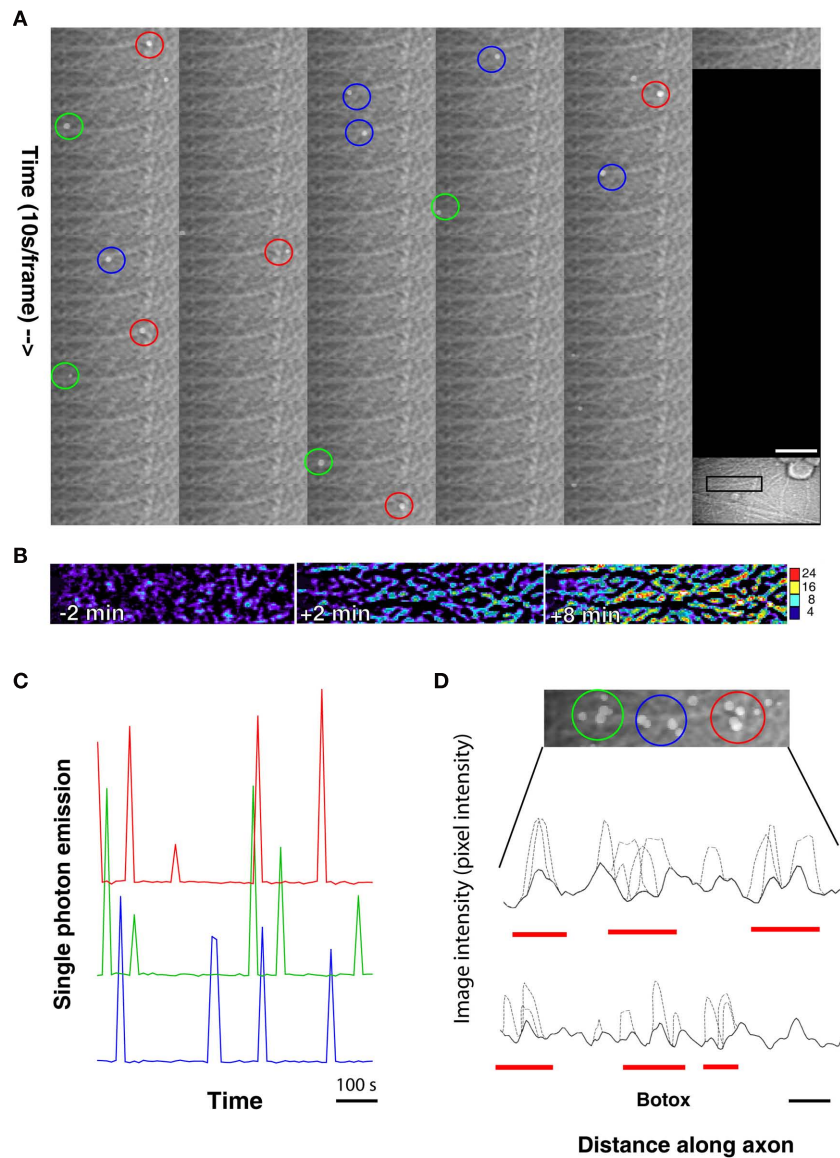 A
Time (10s/frame) -->
B
-2 min
+2 min
+8 min
24
16
8
4
C
Single photon emission
Time
100 s
D
Image intensity (pixel intensity)
Botox
Distance along axon